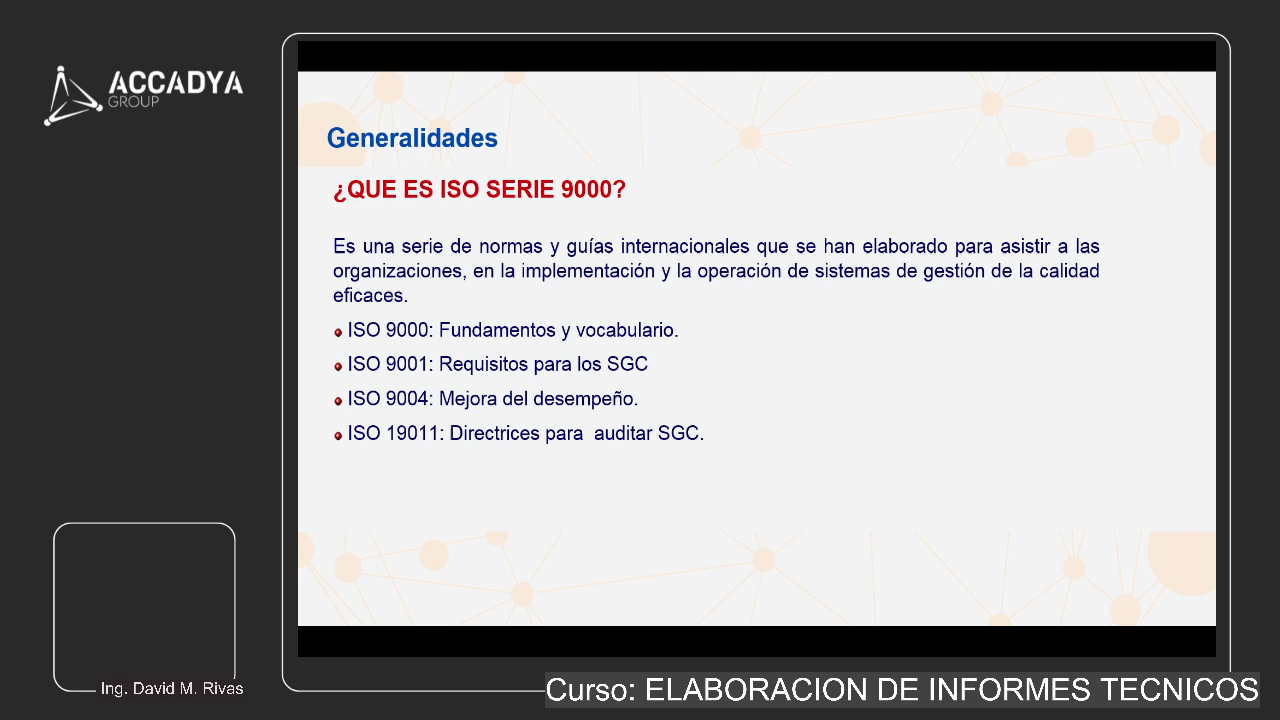 ACCADYA
GROUP
Generalidades
¿QUE ES ISO SERIE 9000?
Es una serie de normas y guías internacionales que se han elaborado para asistir a las
organizaciones, en la implementación y la operación de sistemas de gestión de la calidad
eficaces.
ISO 9000: Fundamentos y vocabulario.
ISO 9001: Requisitos para los SGC
ISO 9004: Mejora del desempeño.
ISO 19011: Directrices para  auditar SGC.
Ing. David M. Rivas
Curso: ELABORACION DE INFORMES TECNICOS